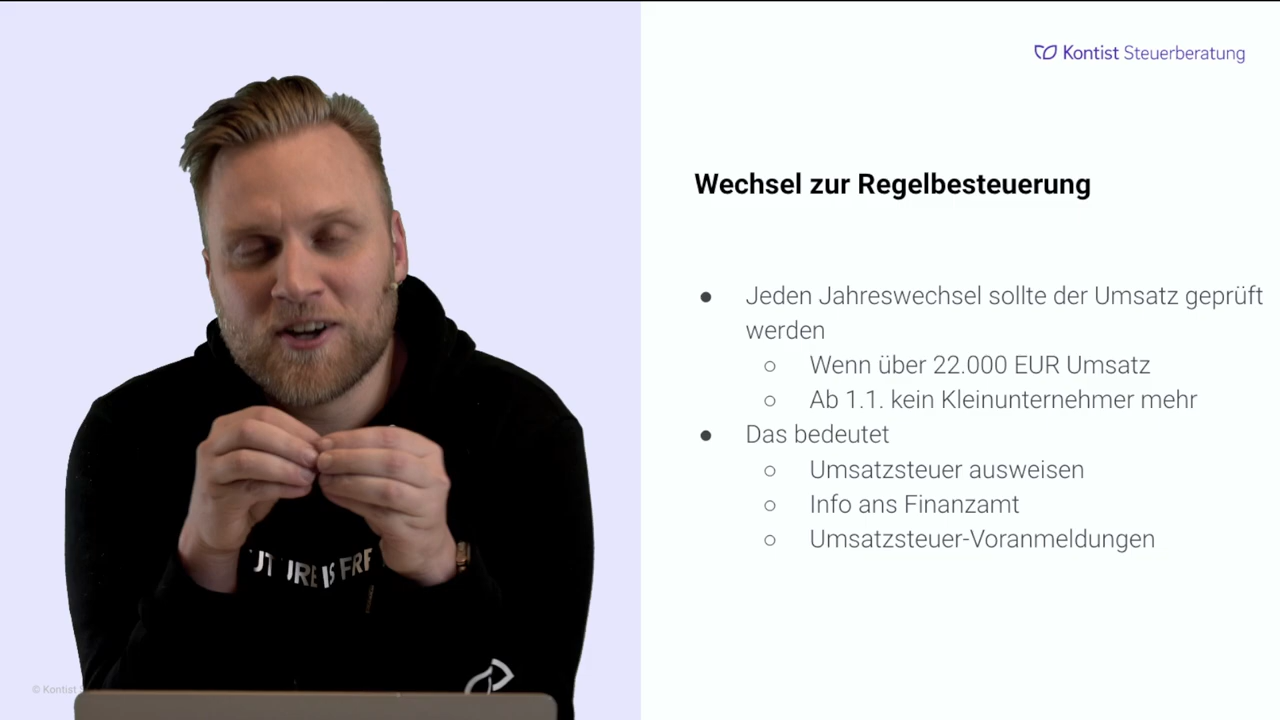 Kontist Steuerberatung
Wechsel zur Regelbesteuerung
● Jeden Jahreswechsel sollte der Umsatz geprüft
werden
○ Wenn über 22.000 EUR Umsatz
○ Ab 1.1. kein Kleinunternehmer mehr
● Das bedeutet
○ Umsatzsteuer ausweisen
○ Info ans Finanzamt
○ Umsatzsteuer-Voranmeldungen
IS
© Kontist